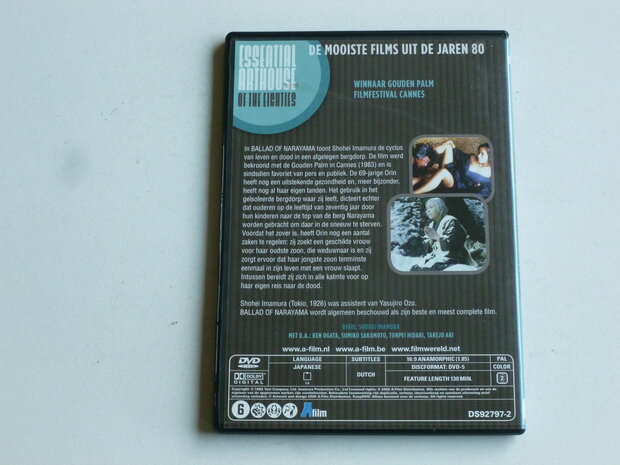 ESSENTIAL
ARTHOUSE
OF THE EIGHTIES
DE MOOISTE FILMS UIT DE JAREN 80
WINNAAR GOUDEN PALM
FILMFESTIVAL CANNES
In BALLAD OF NARAYAMA toont Shohei Imamura de cyclus
van leven en dood in een afgelegen bergdorp. De film werd
bekroond met de Gouden Palm in Cannes (1983) en is
sindsdien favoriet van pers en publiek. De 69-jarige Orin
heeft nog een uitstekende gezondheid en, meer bijzonder,
heeft nog al haar eigen tanden. Het gebruik in het
geïsoleerde bergdorp waar zij leeft, dicteert echter
dat ouderen op de leeftijd van zeventig jaar door
hun kinderen naar de top van de berg Narayama
worden gebracht om daar in de sneeuw te sterven.
Voordat het zover is, heeft Orin nog een aantal
zaken te regelen: zij zoekt een geschikte vrouw
voor haar oudste zoon, die weduwnaar is en zij
zorgt ervoor dat haar jongste zoon tenminste
eenmaal in zijn leven met een vrouw slaapt.
Intussen bereidt zij zich in alle kalmte voor op
haar eigen reis naar de dood.
Shohei Imamura (Tokio, 1926) was assistent van Yasujiro Ozu.
BALLAD OF NARAYAMA wordt algemeen beschouwd als zijn beste en meest complete film.
REGIE: SHOHEI IMAMURA
MET O.A.: KEN OGATA, SUMIKO SAKAMOTO, TONPEI HIDARI, TAKEJO AKI
www.a-film.nl www.a-film.be www.filmwereld.net
DVD VIDEO
LANGUAGE
JAPANESE
SUBTITLES
DUTCH
16:9 ANAMORPHIC (1.85)
DISCFORMAT: DVD-5
FEATURE LENGTH 130 MIN.
PAL
COLOR
2
DOLBY
DIGITAL
6
Afilm
DS92797-2